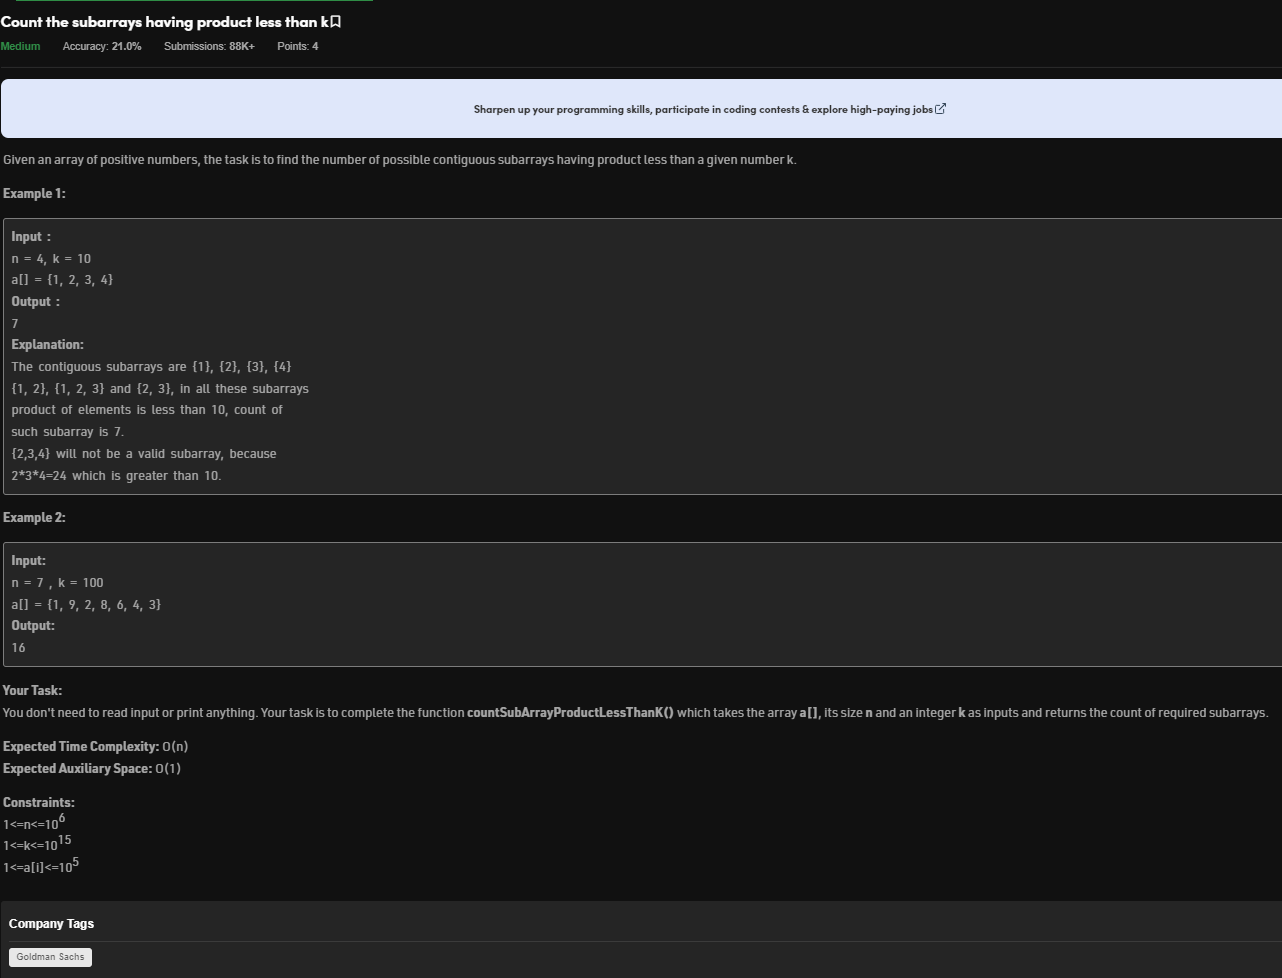 Count the subarrays having product less than k
Medium Accuracy: 21.0% Submissions: 88K+ Points: 4
Sharpen up your programming skills, participate in coding contests & explore high-paying jobs
Given an array of positive numbers, the task is to find the number of possible contiguous subarrays having product less than a given number k.
Example 1:
Input :
n = 4, k = 10
a[] = {1, 2, 3, 4}
Output :
7
Explanation:
The contiguous subarrays are {1}, {2}, {3}, {4}
{1, 2}, {1, 2, 3} and {2, 3}, in all these subarrays
product of elements is less than 10, count of
such subarray is 7.
{2,3,4} will not be a valid subarray, because
2*3*4=24 which is greater than 10.
Example 2:
Input:
n = 7 , k = 100
a[] = {1, 9, 2, 8, 6, 4, 3}
Output:
16
Your Task:
You don't need to read input or print anything. Your task is to complete the function countSubArrayProductLessThanK() which takes the array a[], its size n and an integer k as inputs and returns the count of required subarrays.
Expected Time Complexity: O(n)
Expected Auxiliary Space: O(1)
Constraints:
1<=n<=10^6
1<=k<=10^15
1<=a[i]<=10^5
Company Tags
Goldman Sachs